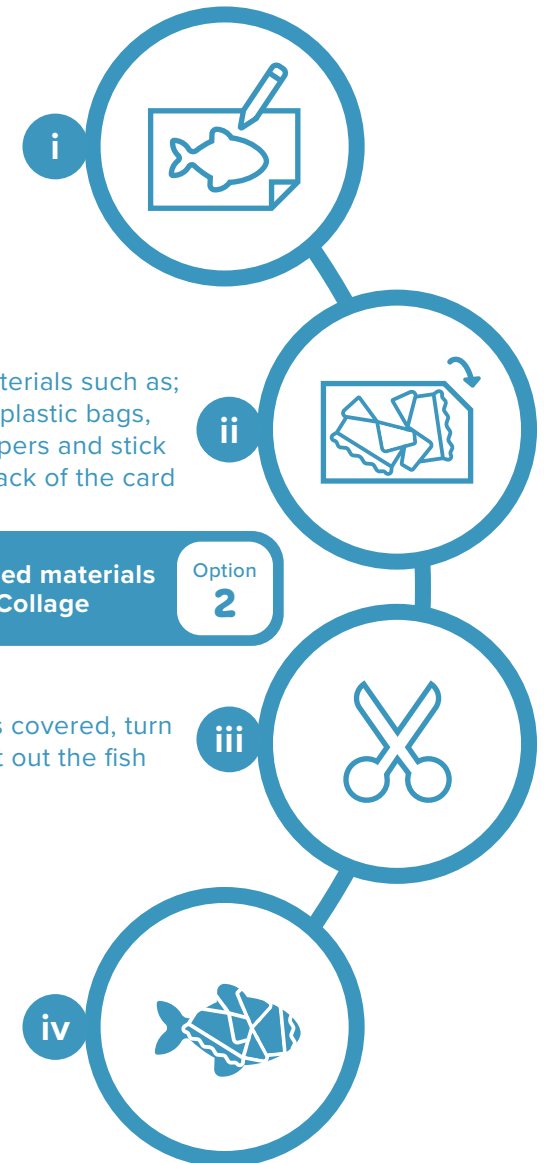 i
terials such as;
plastic bags,
pers and stick
ack of the card
ii
ed materials
Collage
Option
2
s covered, turn
t out the fish
iii
iv